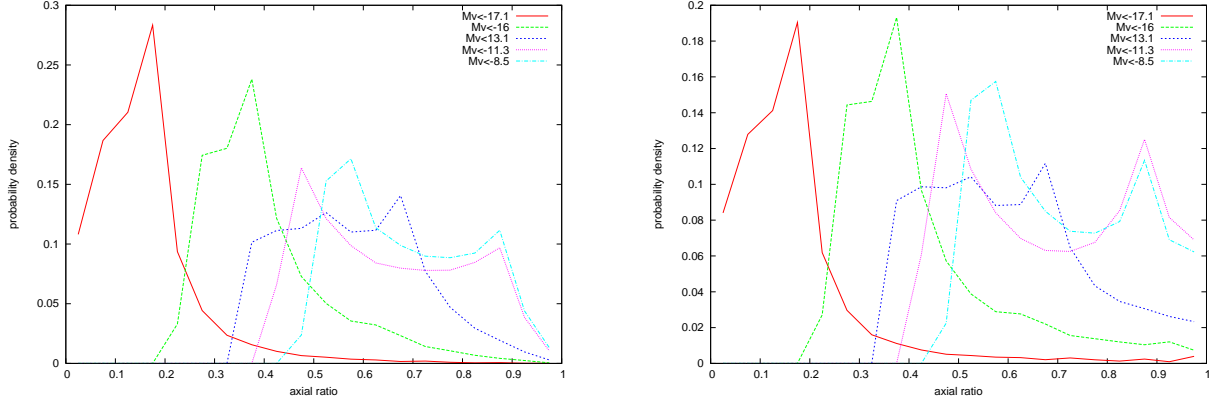 0.3
0.25
0.2
0.15
0.1
0.05
0
0 0.1 0.2 0.3 0.4 0.5 0.6 0.7 0.8 0.9 1
probability density
axial ratio
Mv<-17.1
Mv<-16
Mv<13.1
Mv<-11.3
Mv<-8.5
0.2
0.18
0.16
0.14
0.12
0.1
0.08
0.06
0.04
0.02
0
0 0.1 0.2 0.3 0.4 0.5 0.6 0.7 0.8 0.9 1
probability density
axial ratio
Mv<-17.1
Mv<-16
Mv<13.1
Mv<-11.3
Mv<-8.5